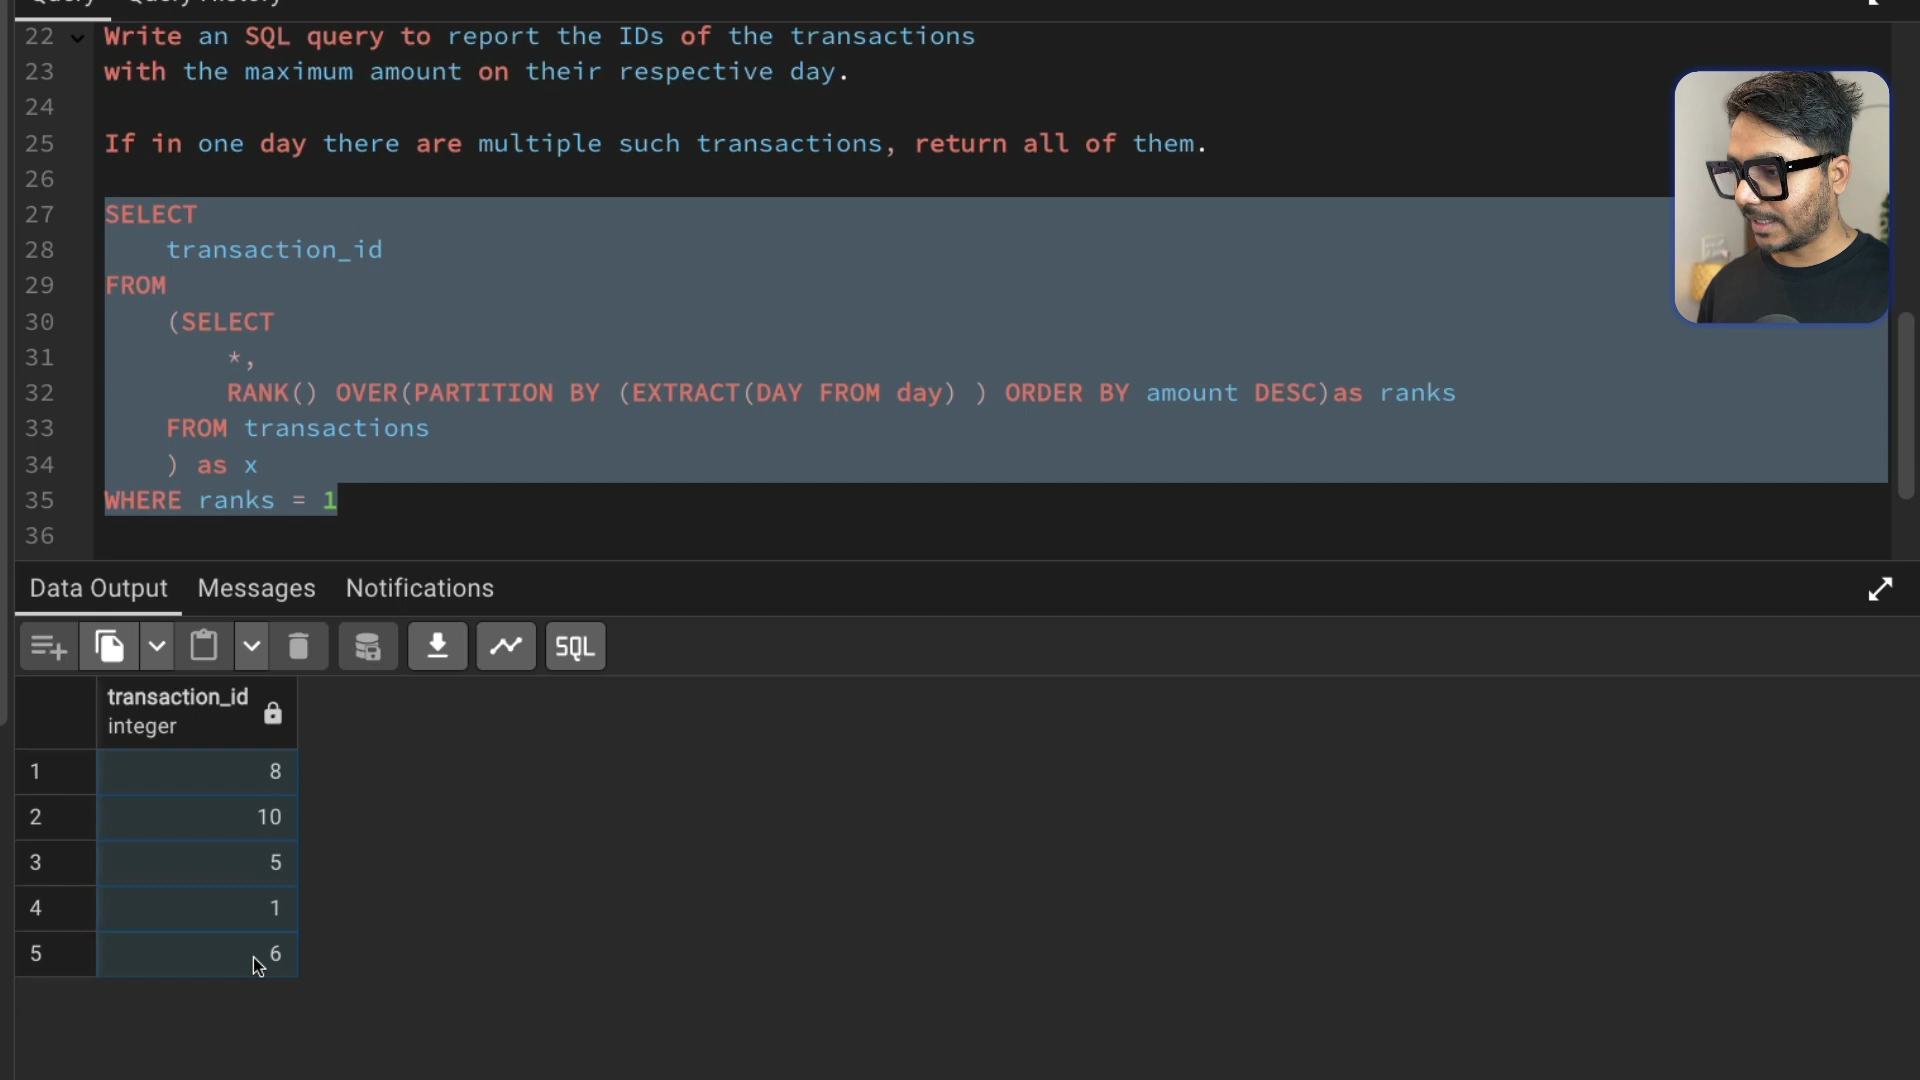 Query Query History
22 Write an SQL query to report the IDs of the transactions
23 with the maximum amount on their respective day.
24
25 If in one day there are multiple such transactions, return all of them.
26
27 SELECT
28 transaction_id
29 FROM
30 (SELECT
31 *,
32 RANK() OVER(PARTITION BY (EXTRACT(DAY FROM day) ) ORDER BY amount DESC)as ranks
33 FROM transactions
34 ) as x
35 WHERE ranks = 1
36
Data Output Messages Notifications
SQL
transaction_id
integer
1 8
2 10
3 5
4 1
5 6